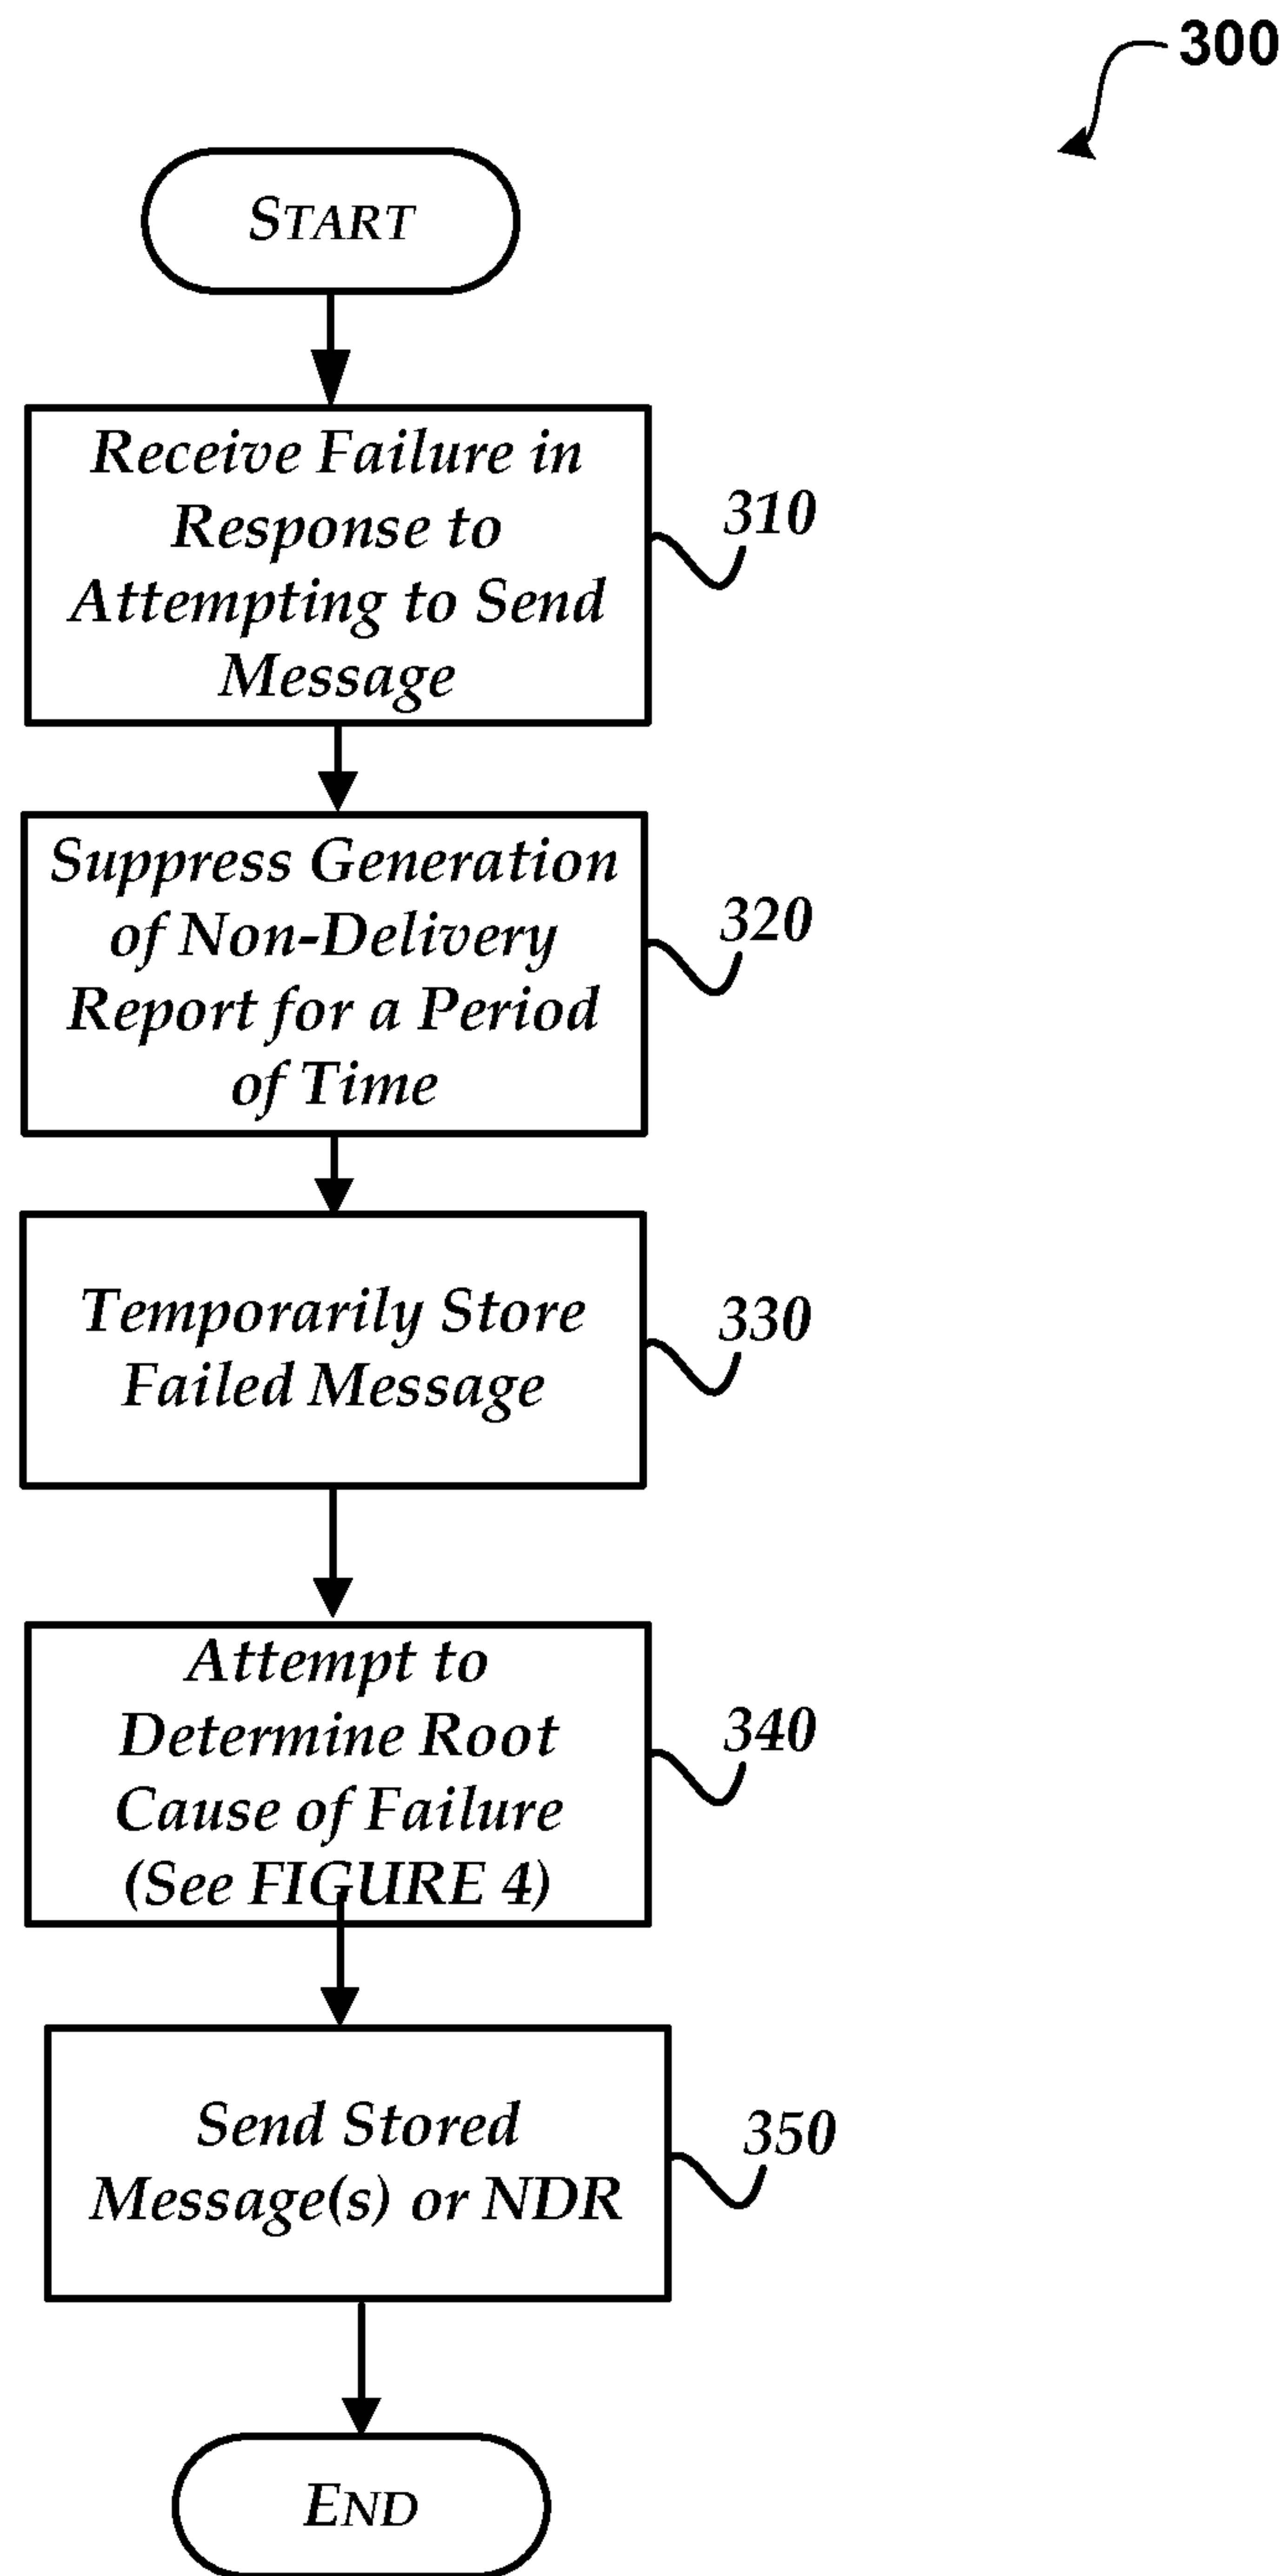 300
START
Receive Failure in
Response to
Attempting to Send
Message
310
Suppress Generation
of Non-Delivery
Report for a Period
of Time
320
Temporarily Store
Failed Message
330
Attempt to
Determine Root
Cause of Failure
(See FIGURE 4)
340
Send Stored
Message(s) or NDR
350
END